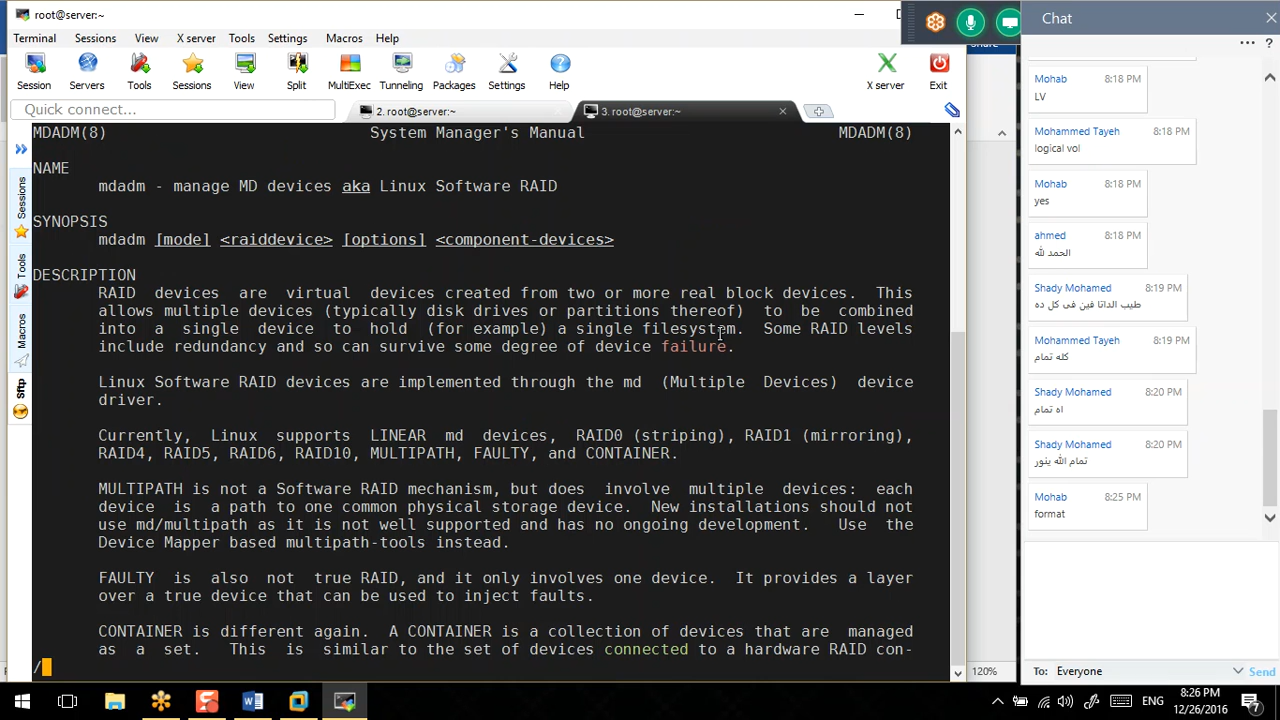 root@server:~
Chat
Terminal Sessions View X server Tools Settings Macros Help
Session Servers Tools Sessions View Split MultiExec Tunneling Packages Settings Help X server Exit
Quick connect...
2. root@server:~
3. root@server:~
Sessions
Tools
Macros
Sftp
MDADM(8) System Manager's Manual MDADM(8)
NAME
mdadm - manage MD devices aka Linux Software RAID
SYNOPSIS
mdadm [mode] <raiddevice> [options] <component-devices>
DESCRIPTION
RAID devices are virtual devices created from two or more real block devices. This
allows multiple devices (typically disk drives or partitions thereof) to be combined
into a single device to hold (for example) a single filesystem. Some RAID levels
include redundancy and so can survive some degree of device failure.
Linux Software RAID devices are implemented through the md (Multiple Devices) device
driver.
Currently, Linux supports LINEAR md devices, RAID0 (striping), RAID1 (mirroring),
RAID4, RAID5, RAID6, RAID10, MULTIPATH, FAULTY, and CONTAINER.
MULTIPATH is not a Software RAID mechanism, but does involve multiple devices: each
device is a path to one common physical storage device. New installations should not
use md/multipath as it is not well supported and has no ongoing development. Use the
Device Mapper based multipath-tools instead.
FAULTY is also not true RAID, and it only involves one device. It provides a layer
over a true device that can be used to inject faults.
CONTAINER is different again. A CONTAINER is a collection of devices that are managed
as a set. This is similar to the set of devices connected to a hardware RAID con-
/
Mohab 8:18 PM
LV
Mohammed Tayeh 8:18 PM
logical vol
Mohab 8:18 PM
yes
ahmed 8:18 PM
الحمد لله
Shady Mohamed 8:19 PM
طيب الداتا فين فى كل ده
Mohammed Tayeh 8:19 PM
كله تمام
Shady Mohamed 8:20 PM
اه تمام
Shady Mohamed 8:20 PM
تمام الله ينور
Mohab 8:25 PM
format
To: Everyone Send
120%
ENG
8:26 PM
12/26/2016
7